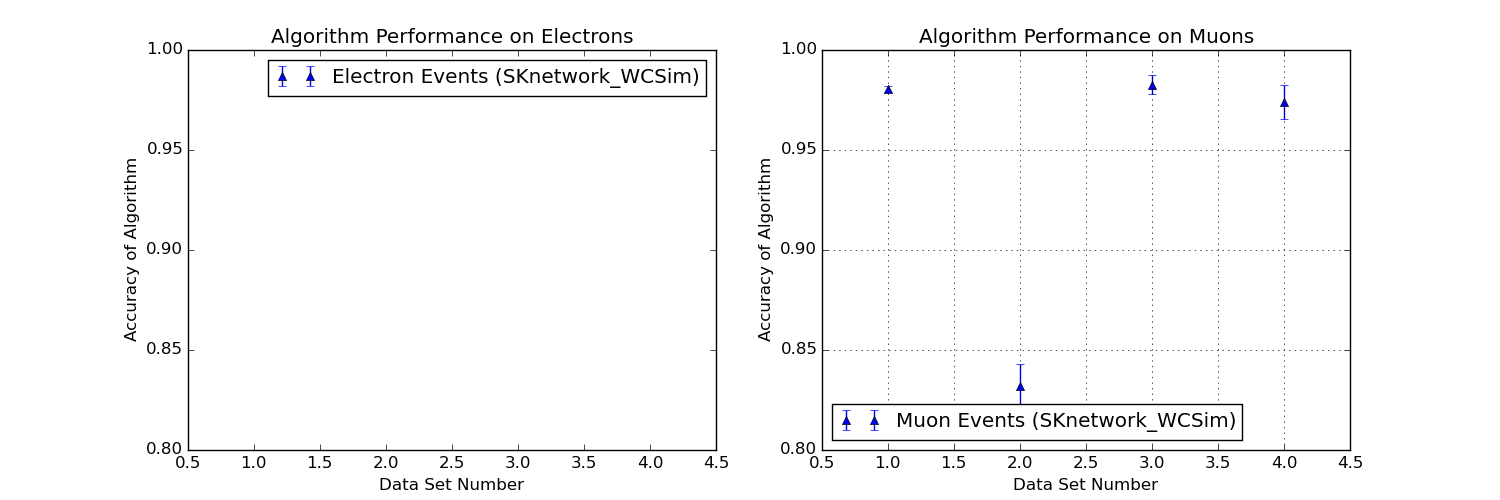 Algorithm Performance on Electrons
1.00
0.95
0.90
0.85
0.80
Accuracy of Algorithm
Electron Events (SKnetwork_WCSim)
0.5 1.0 1.5 2.0 2.5 3.0 3.5 4.0 4.5
Data Set Number
Algorithm Performance on Muons
1.00
0.95
0.90
0.85
0.80
Accuracy of Algorithm
Muon Events (SKnetwork_WCSim)
0.5 1.0 1.5 2.0 2.5 3.0 3.5 4.0 4.5
Data Set Number